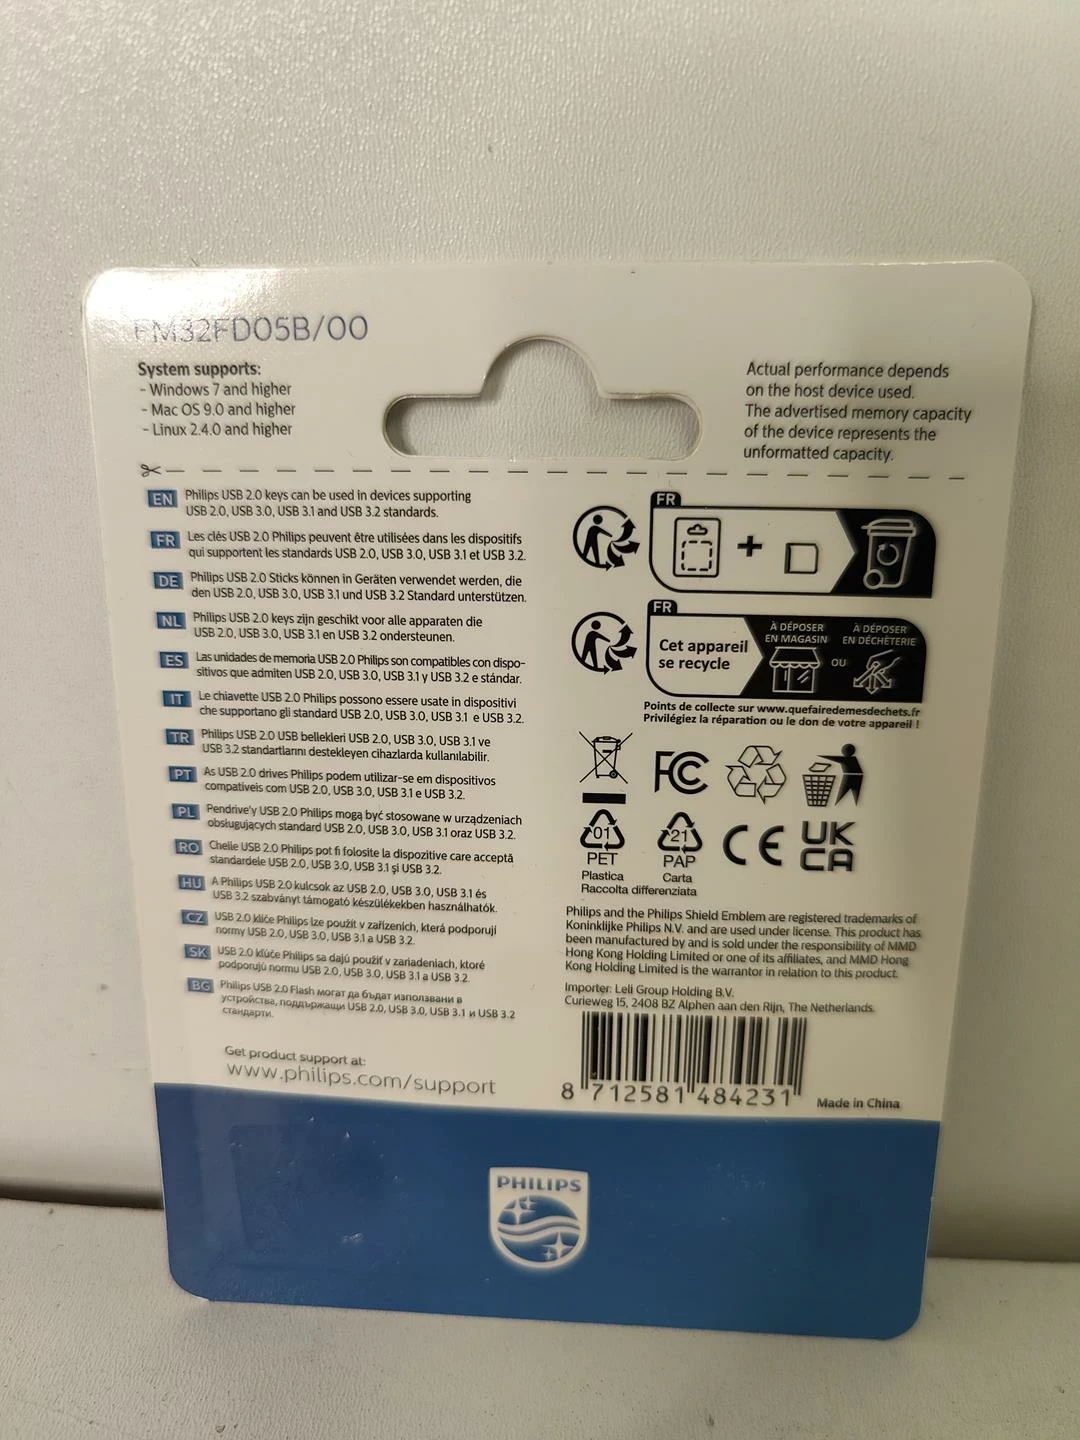 FM32FD05B/00
System supports:
- Windows 7 and higher
- Mac OS 9.0 and higher
- Linux 2.4.0 and higher
Actual performance depends
on the host device used.
The advertised memory capacity
of the device represents the
unformatted capacity.
EN Philips USB 2.0 keys can be used in devices supporting
USB 2.0, USB 3.0, USB 3.1 and USB 3.2 standards.
FR Les clés USB 2.0 Philips peuvent être utilisées dans les dispositifs
qui supportent les standards USB 2.0, USB 3.0, USB 3.1 et USB 3.2.
DE Philips USB 2.0 Sticks können in Geräten verwendet werden, die
den USB 2.0, USB 3.0, USB 3.1 und USB 3.2 Standard unterstützen.
NL Philips USB 2.0 keys zijn geschikt voor alle apparaten die
USB 2.0, USB 3.0, USB 3.1 en USB 3.2 ondersteunen.
ES Las unidades de memoria USB 2.0 Philips son compatibles con dispo-
sitivos que admiten USB 2.0, USB 3.0, USB 3.1 y USB 3.2 e stándar.
IT Le chiavette USB 2.0 Philips possono essere usate in dispositivi
che supportano gli standard USB 2.0, USB 3.0, USB 3.1 e USB 3.2.
TR Philips USB 2.0 USB bellekleri USB 2.0, USB 3.0, USB 3.1 ve
USB 3.2 standartlarını destekleyen cihazlarda kullanılabilir.
PT As USB 2.0 drives Philips podem utilizar-se em dispositivos
compatíveis com USB 2.0, USB 3.0, USB 3.1 e USB 3.2.
PL Pendrive'y USB 2.0 Philips mogą być stosowane w urządzeniach
obsługujących standard USB 2.0, USB 3.0, USB 3.1 oraz USB 3.2.
RO Cheile USB 2.0 Philips pot fi folosite la dispozitive care acceptă
standardele USB 2.0, USB 3.0, USB 3.1 și USB 3.2.
HU A Philips USB 2.0 kulcsok az USB 2.0, USB 3.0, USB 3.1 és
USB 3.2 szabványt támogató készülékekben használhatók.
CZ USB 2.0 klíče Philips lze použít v zařízeních, která podporují
normy USB 2.0, USB 3.0, USB 3.1 a USB 3.2.
SK USB 2.0 kľúče Philips sa dajú použiť v zariadeniach, ktoré
podporujú normu USB 2.0, USB 3.0, USB 3.1 a USB 3.2.
BG Philips USB 2.0 Flash могат да бъдат използвани в
устройства, поддържащи USB 2.0, USB 3.0, USB 3.1 и USB 3.2
стандарти.
Get product support at:
www.philips.com/support
FR
+
FR
Cet appareil
se recycle
À DÉPOSER
EN MAGASIN
OU
À DÉPOSER
EN DÉCHÈTERIE
Points de collecte sur www.quefairedemesdechets.fr
Privilégiez la réparation ou le don de votre appareil !
FC
01
PET
Plastica
21
PAP
Carta
Raccolta differenziata
CE
UK
CA
Philips and the Philips Shield Emblem are registered trademarks of
Koninklijke Philips N.V. and are used under license. This product has
been manufactured by and is sold under the responsibility of MMD
Hong Kong Holding Limited or one of its affiliates, and MMD Hong
Kong Holding Limited is the warrantor in relation to this product.
Importer: Leli Group Holding B.V.
Curieweg 15, 2408 BZ Alphen aan den Rijn, The Netherlands.
8 712581 484231
Made in China
PHILIPS